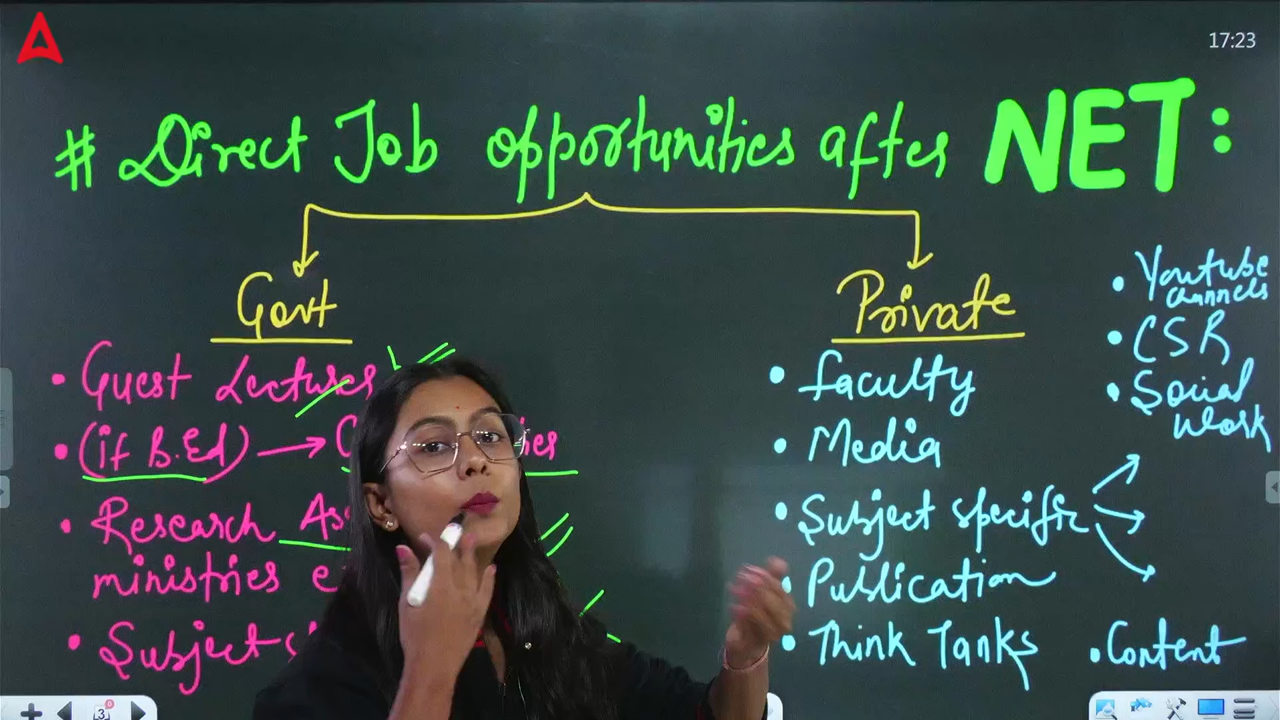 17:23
# Direct Job opportunities after NET:
Govt
• Guest Lectures
• (if B.Ed) →
• Research
ministries
• Subject
Private
• faculty
• Media
• Subject specific
• Publication
• Think Tanks
• Youtube
channels
• CSR
• Social
work
• Content
3